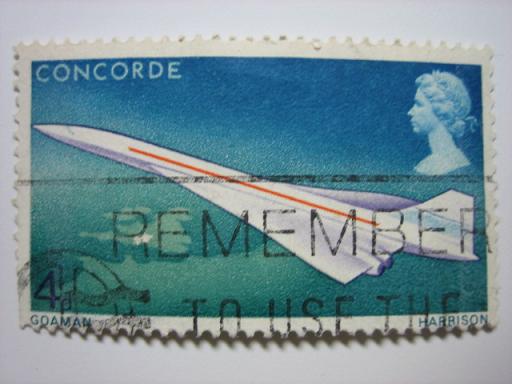 CONCORDE
REMEMBER
4d
TO USE THE
GOAMAN HARRISON